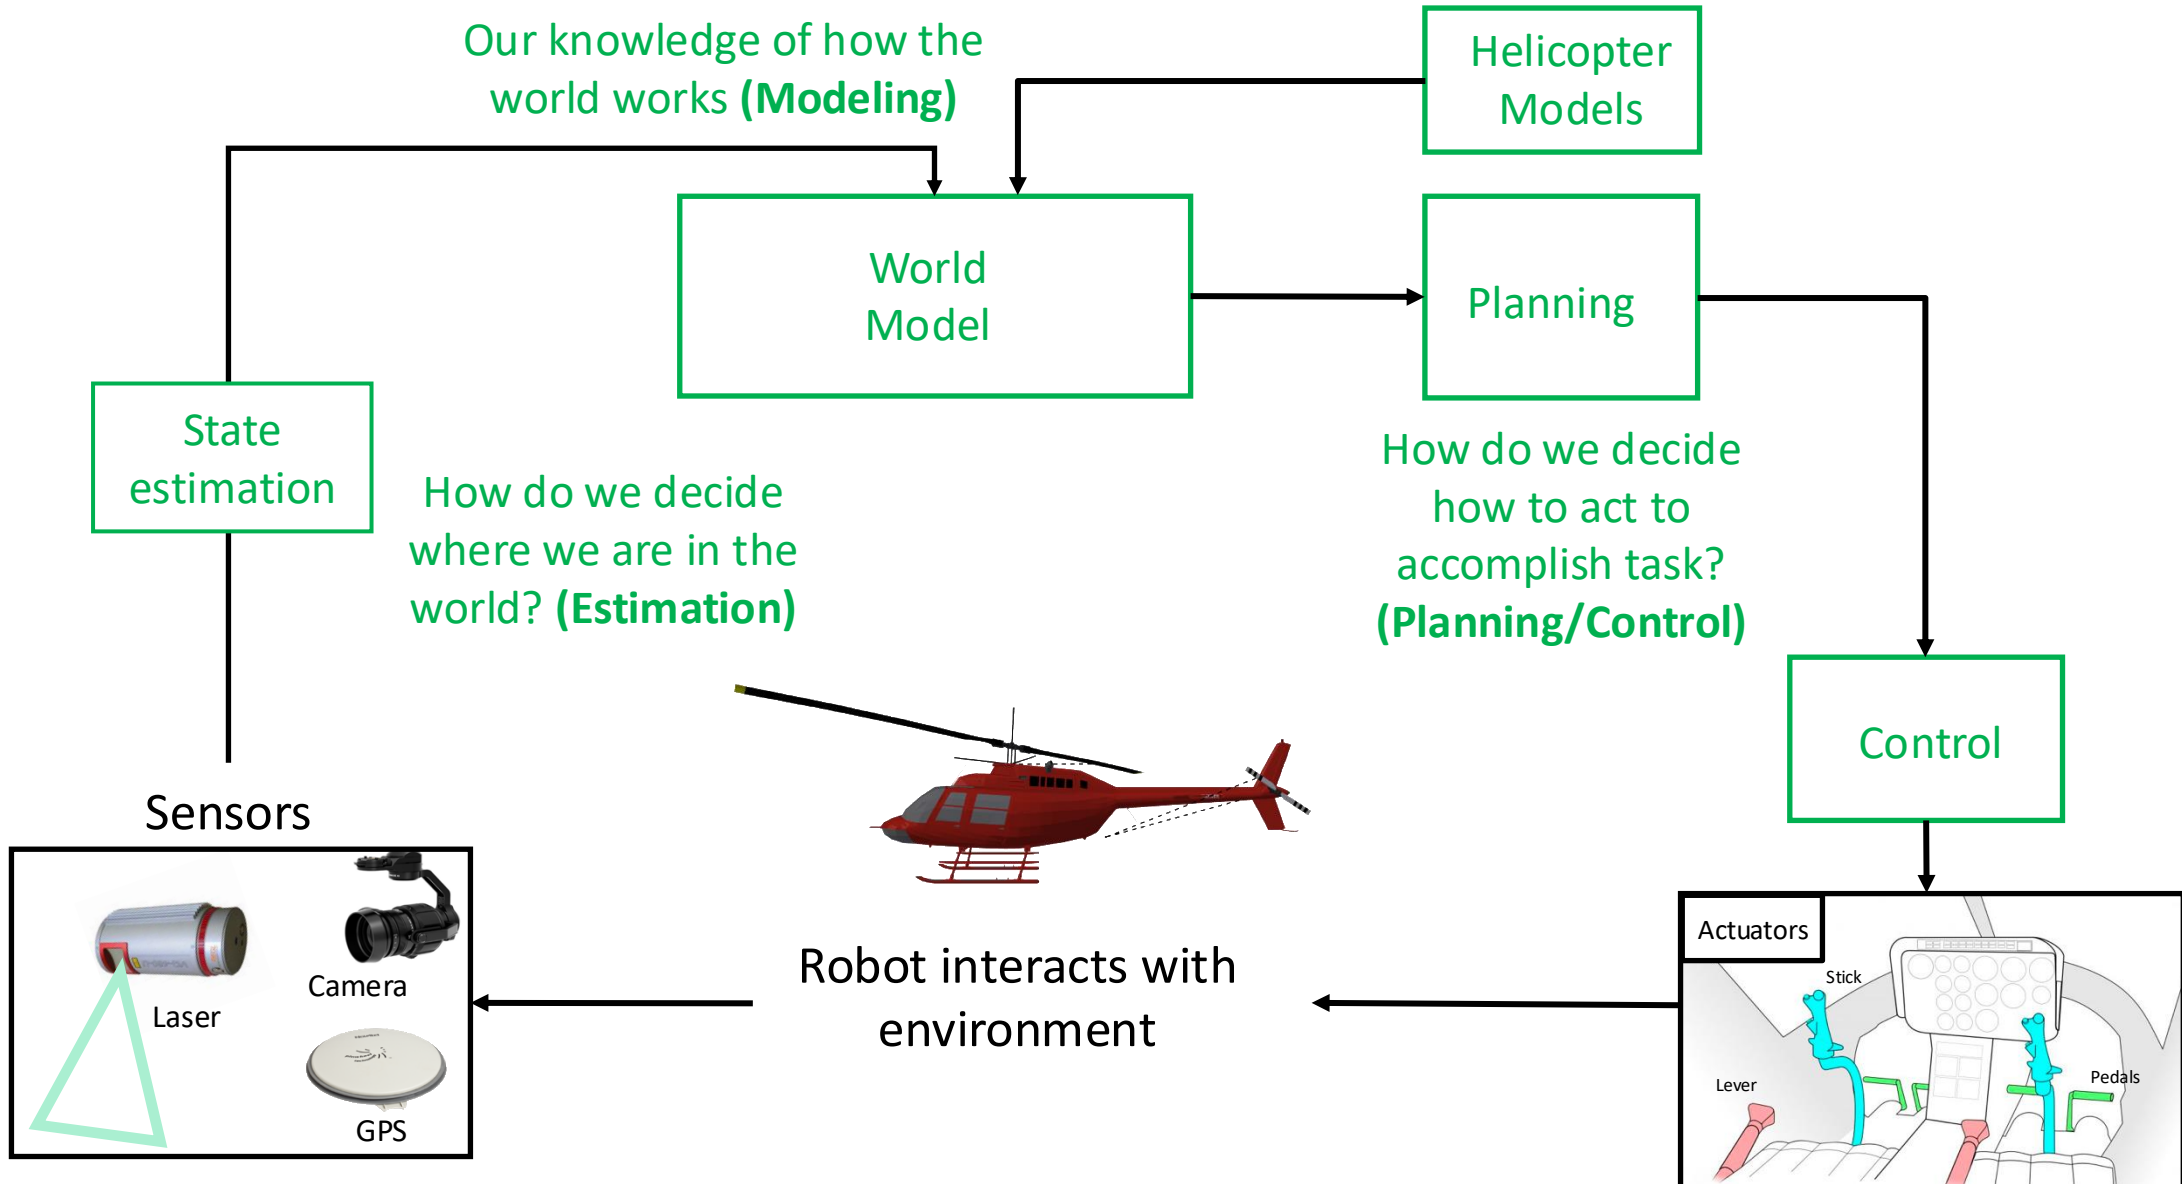 Our knowledge of how the
world works (Modeling)
Helicopter
Models
World
Model
Planning
State
estimation
How do we decide
where we are in the
world? (Estimation)
How do we decide
how to act to
accomplish task?
(Planning/Control)
Control
Sensors
Camera
Laser
GPS
Robot interacts with
environment
Actuators
Stick
Lever
Pedals